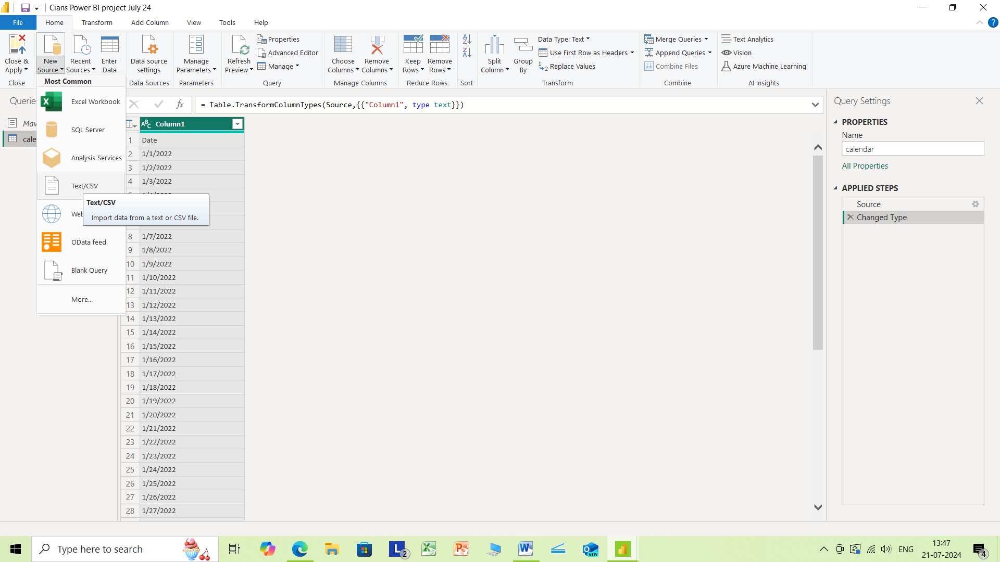 Cians Power BI project July 24
File
Home
Transform
Add Column
View
Tools
Help
?
Close &
Apply
Close
New
Source
Recent
Sources
Enter
Data
Data source
settings
Data Sources
Manage
Parameters
Parameters
Refresh
Preview
Properties
Advanced Editor
Manage
Query
Choose
Columns
Remove
Columns
Manage Columns
Keep
Rows
Remove
Rows
Reduce Rows
A
Z
Z
A
Sort
Split
Column
Group
By
Data Type: Text
Use First Row as Headers
1
2 Replace Values
Transform
Merge Queries
Append Queries
Combine Files
Combine
Text Analytics
Vision
Azure Machine Learning
AI Insights
Most Common
Excel Workbook
SQL Server
Analysis Services
Text/CSV
Web
OData feed
Blank Query
More...
Text/CSV
Import data from a text or CSV file.
Querie
Mav
cale
fx
= Table.TransformColumnTypes(Source,{{"Column1", type text}})
ABC Column1
1 Date
2 1/1/2022
3 1/2/2022
4 1/3/2022
8 1/7/2022
9 1/8/2022
10 1/9/2022
11 1/10/2022
12 1/11/2022
13 1/12/2022
14 1/13/2022
15 1/14/2022
16 1/15/2022
17 1/16/2022
18 1/17/2022
19 1/18/2022
20 1/19/2022
21 1/20/2022
22 1/21/2022
23 1/22/2022
24 1/23/2022
25 1/24/2022
26 1/25/2022
27 1/26/2022
28 1/27/2022
Query Settings
PROPERTIES
Name
calendar
All Properties
APPLIED STEPS
Source
Changed Type
Type here to search
L 2
X
P
W
O
NEW
ENG
13:47
21-07-2024
4